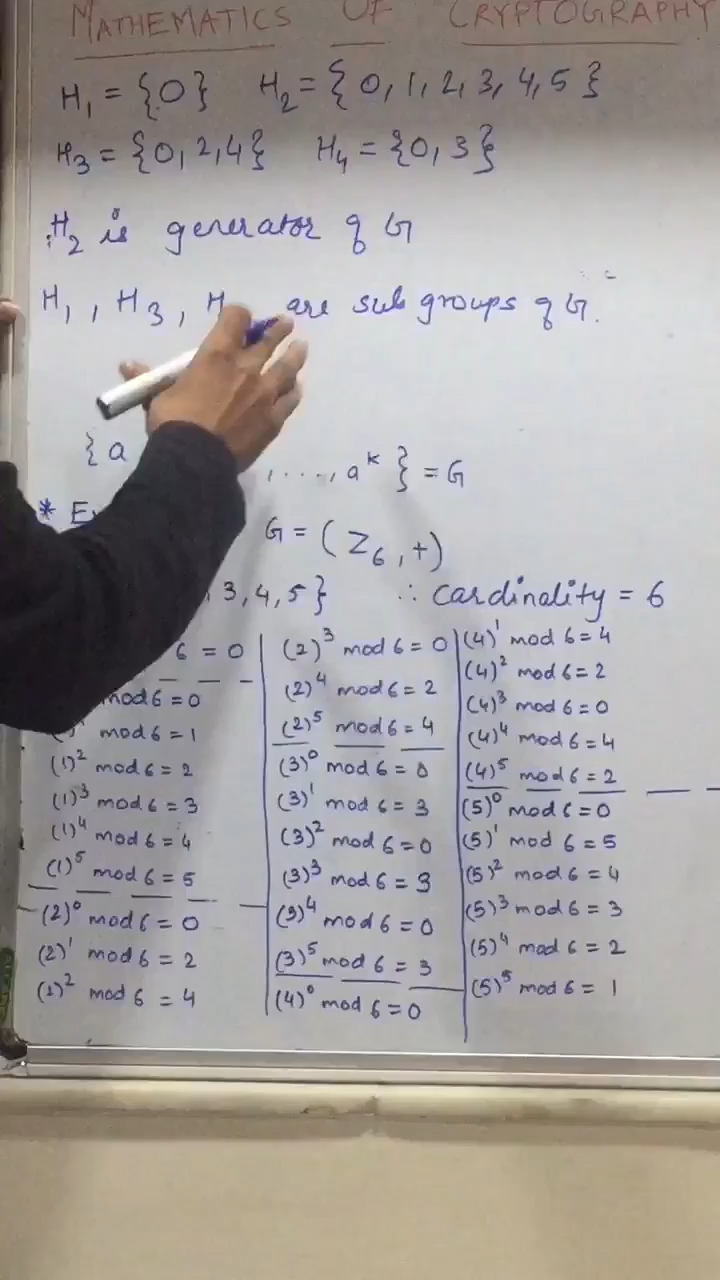 MATHEMATICS OF CRYPTOGRAPHY
H₁ = {0} H₂ = {0, 1, 2, 3, 4, 5}
H₃ = {0, 2, 4} H₄ = {0, 3}
H₂ is generator of G
H₁, H₃, H are sub groups of G.
{a , ...., aᵏ} = G
* E
G = (Z₆, +)
, 3, 4, 5} ∴ cardinality = 6
6 = 0
mod 6 = 0
mod 6 = 1
(1)² mod 6 = 2
(1)³ mod 6 = 3
(1)⁴ mod 6 = 4
(1)⁵ mod 6 = 5
(2)⁰ mod 6 = 0
(2)¹ mod 6 = 2
(2)² mod 6 = 4
(2)³ mod 6 = 0
(2)⁴ mod 6 = 2
(2)⁵ mod 6 = 4
(3)⁰ mod 6 = 0
(3)¹ mod 6 = 3
(3)² mod 6 = 0
(3)³ mod 6 = 3
(3)⁴ mod 6 = 0
(3)⁵ mod 6 = 3
(4)⁰ mod 6 = 0
(4)¹ mod 6 = 4
(4)² mod 6 = 2
(4)³ mod 6 = 0
(4)⁴ mod 6 = 4
(4)⁵ mod 6 = 2
(5)⁰ mod 6 = 0
(5)¹ mod 6 = 5
(5)² mod 6 = 4
(5)³ mod 6 = 3
(5)⁴ mod 6 = 2
(5)⁵ mod 6 = 1